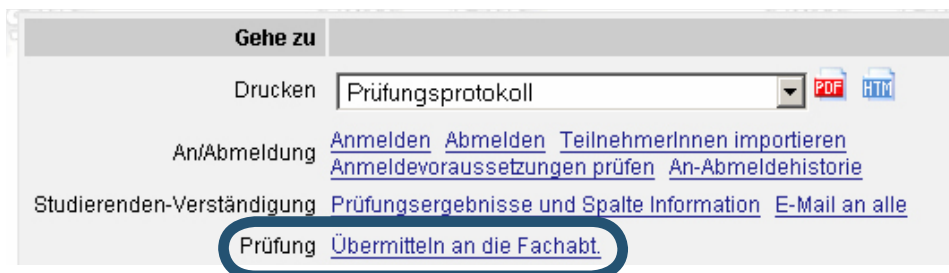 Gehe zu
Drucken Prüfungsprotokoll PDF HTM
An/Abmeldung Anmelden Abmelden TeilnehmerInnen importieren
Anmeldevoraussetzungen prüfen An-Abmeldehistorie
Studierenden-Verständigung Prüfungsergebnisse und Spalte Information E-Mail an alle
Prüfung Übermitteln an die Fachabt.